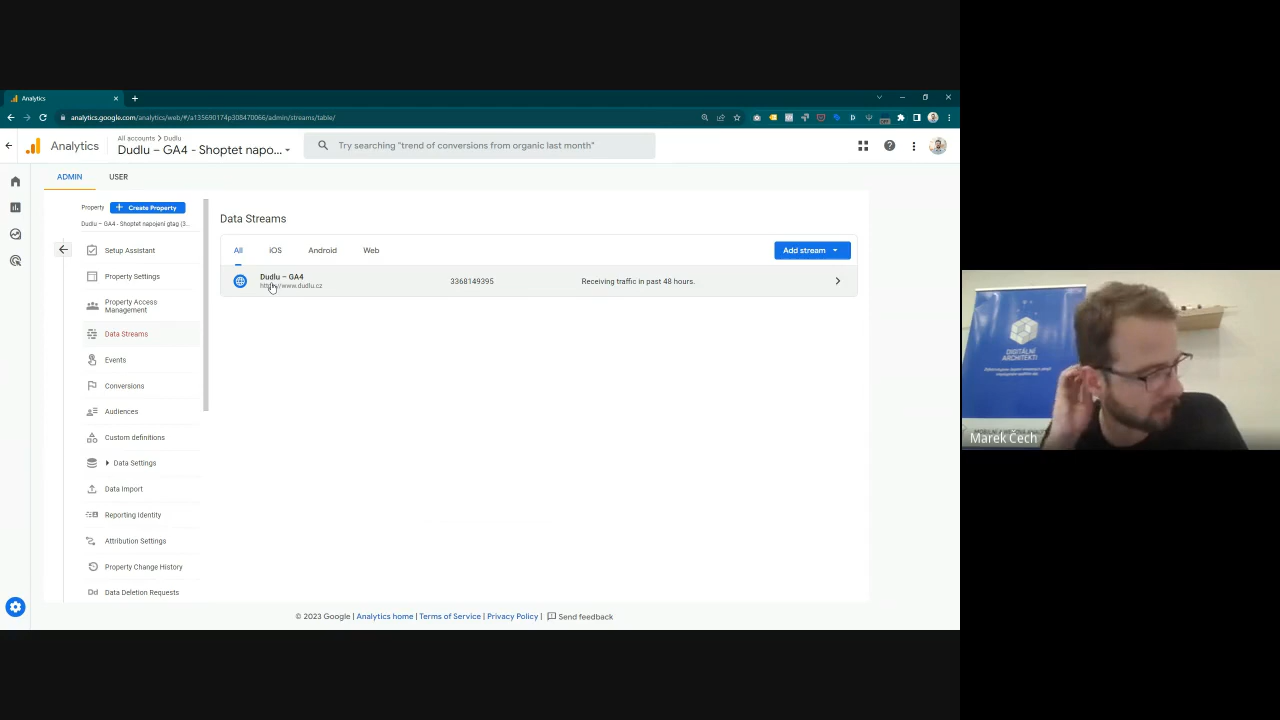 Analytics
analytics.google.com/analytics/web/#/a135690174p308470066/admin/streams/table/
Analytics
All accounts > Dudlu
Dudlu – GA4 - Shoptet napo...
Try searching "trend of conversions from organic last month"
ADMIN
USER
Property
+ Create Property
Dudlu – GA4 - Shoptet napojení gtag (3...
Setup Assistant
Property Settings
Property Access
Management
Data Streams
Events
Conversions
Audiences
Custom definitions
Data Settings
Data Import
Reporting Identity
Attribution Settings
Property Change History
Dd Data Deletion Requests
Data Streams
All
iOS
Android
Web
Add stream
Dudlu – GA4
3368149395
Receiving traffic in past 48 hours.
www.dudlu.cz
© 2023 Google | Analytics home | Terms of Service | Privacy Policy | Send feedback
DIGITÁLNÍ
ARCHITEKTI
Marek Čech